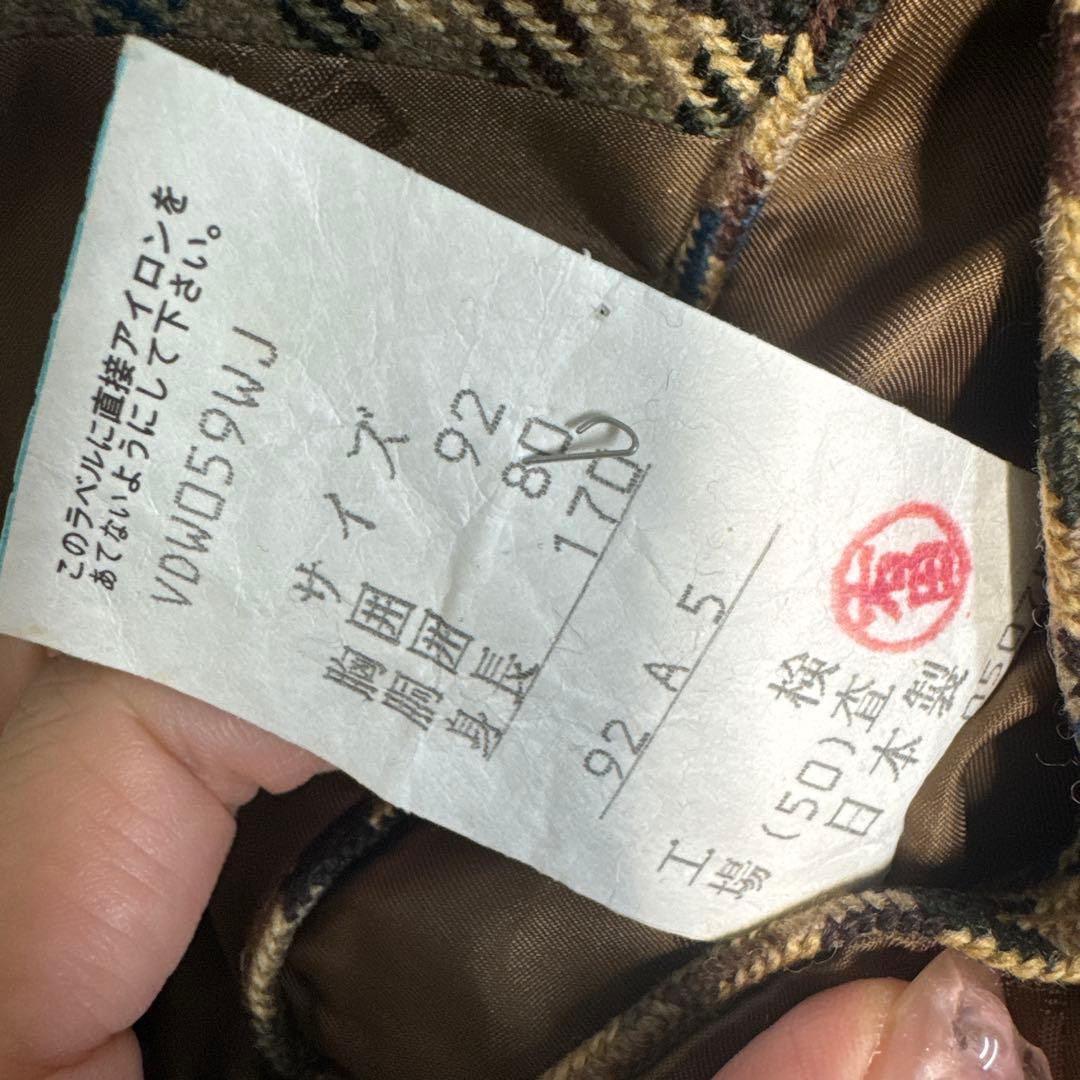 このラベルに直接アイロンを
あてないようにして下さい。
VDW059WJ
サイズ
胸囲 92
胴囲 80
身長 170
92 A 5
工場(50)検査
日本製